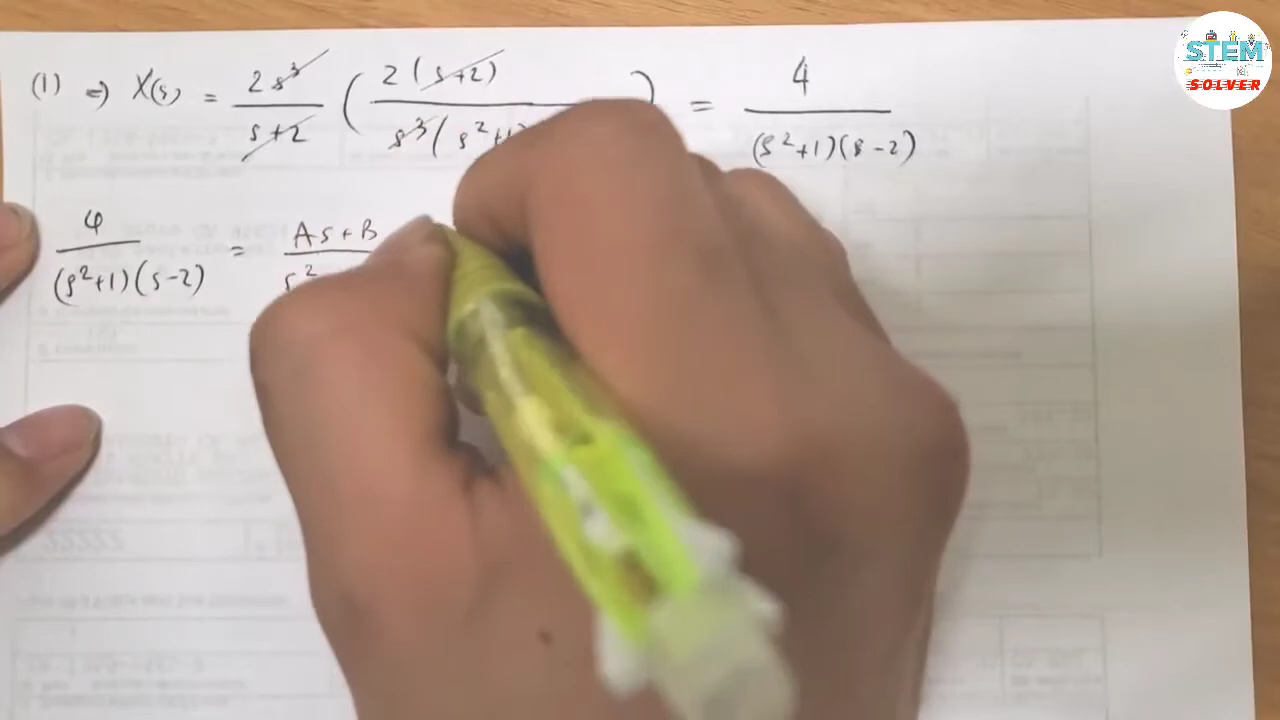 STEM
SOLVER
(1) ⇒ X(s) = 2s³/(s+2) ( 2(s+2)/(s³(s²+1) ) = 4/((s²+1)(s-2))
4/((s²+1)(s-2)) = As+B/s²